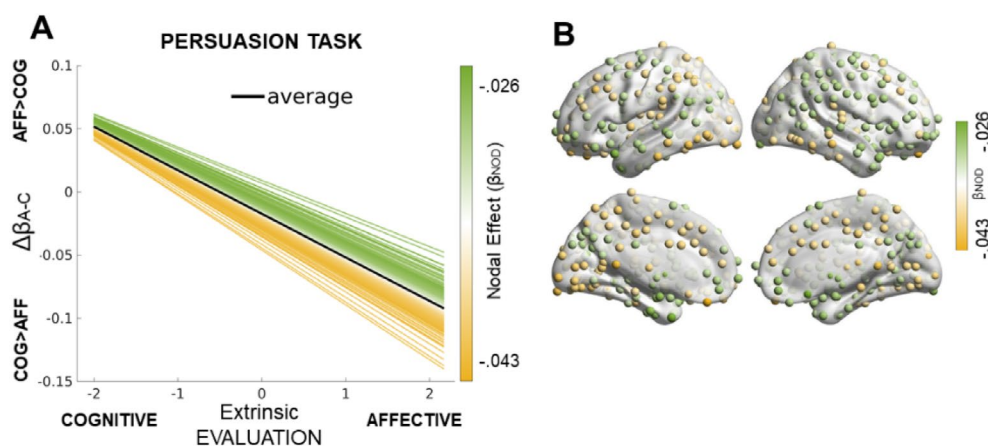 A
PERSUASION TASK
AFF>COG
ΔβA-C
COG>AFF
0.1
0.05
0
-0.05
-0.1
-0.15
average
-2
-1
0
1
2
COGNITIVE
Extrinsic
EVALUATION
AFFECTIVE
-.026
Nodal Effect (βNOD)
-.043
B
-.026
βNOD
-.043